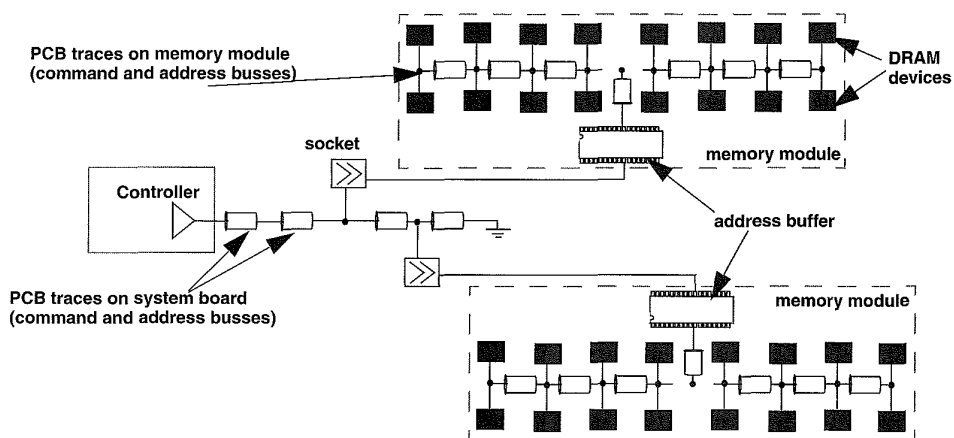 PCB traces on memory module
(command and address busses)
DRAM
devices
memory module
socket
Controller
address buffer
PCB traces on system board
(command and address busses)
memory module